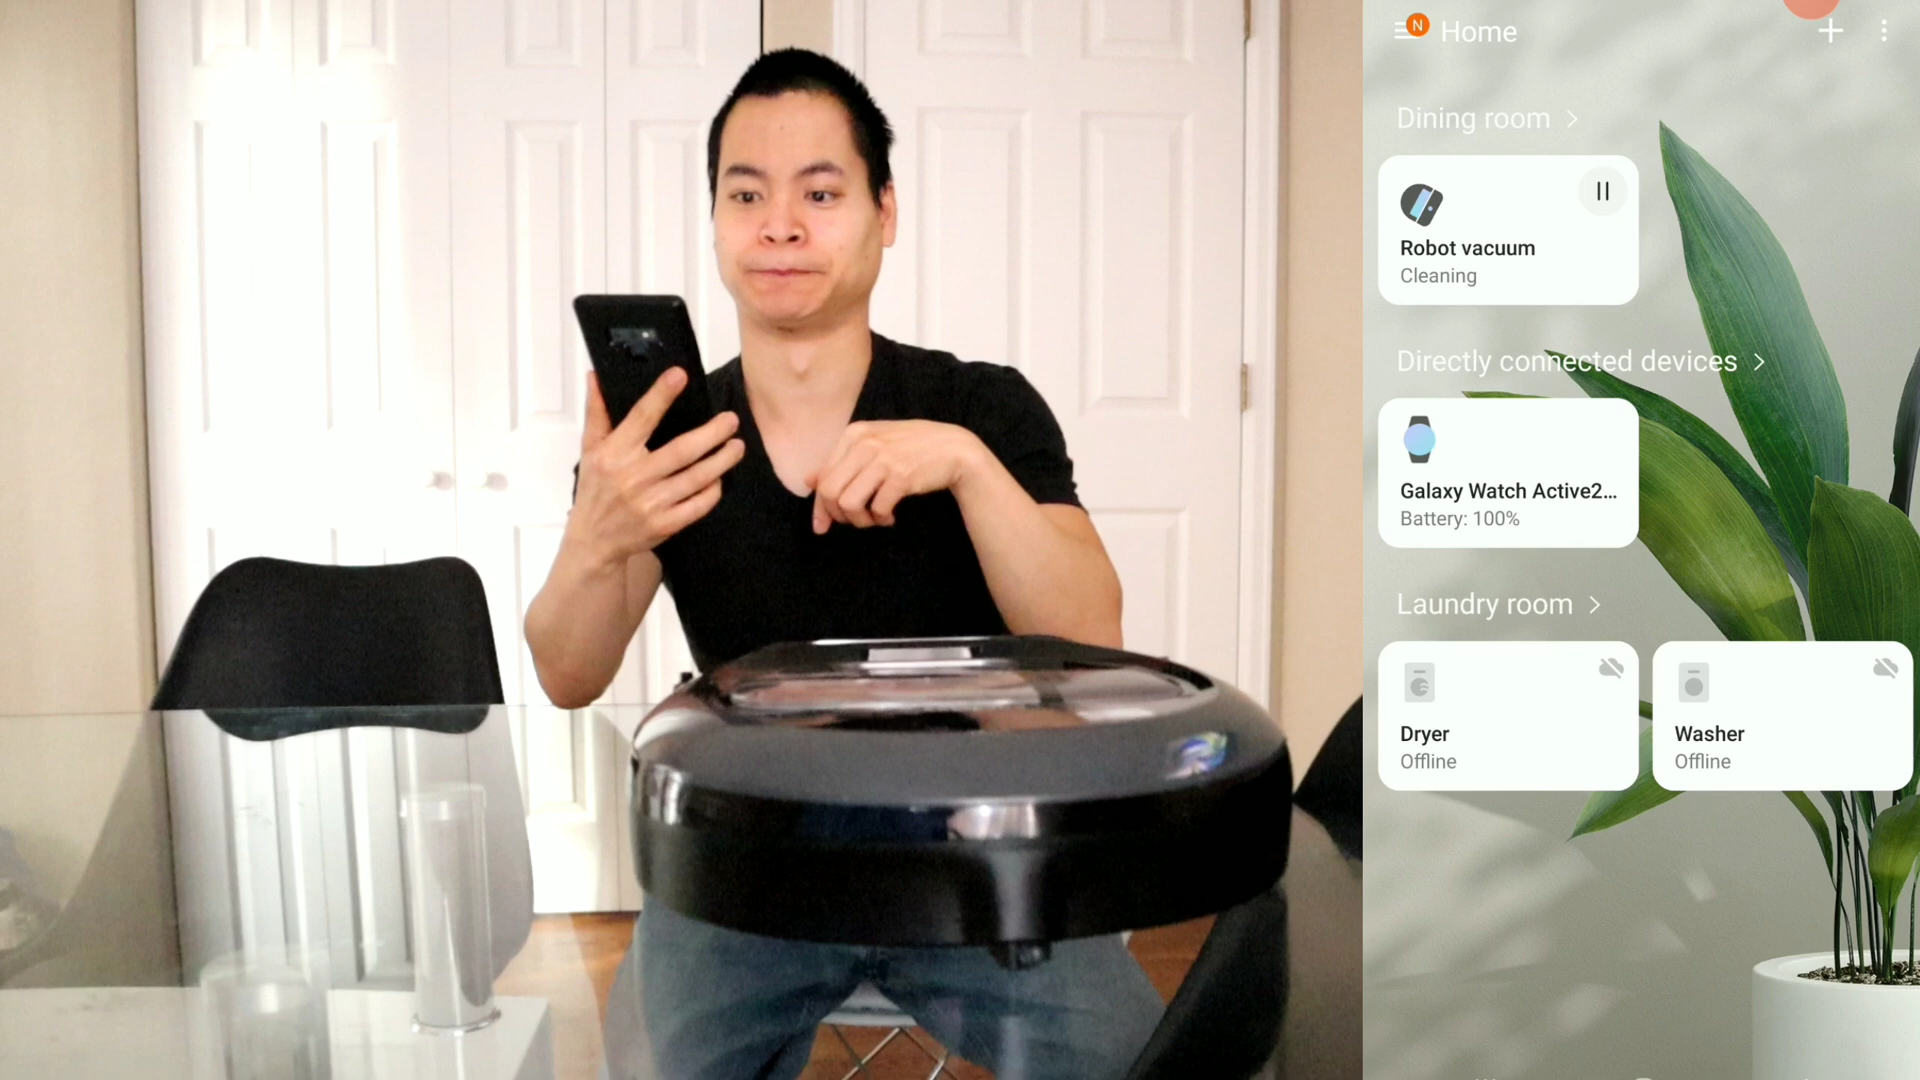 N
Home
Dining room
Robot vacuum
Cleaning
Directly connected devices
Galaxy Watch Active2...
Battery: 100%
Laundry room
Dryer
Offline
Washer
Offline